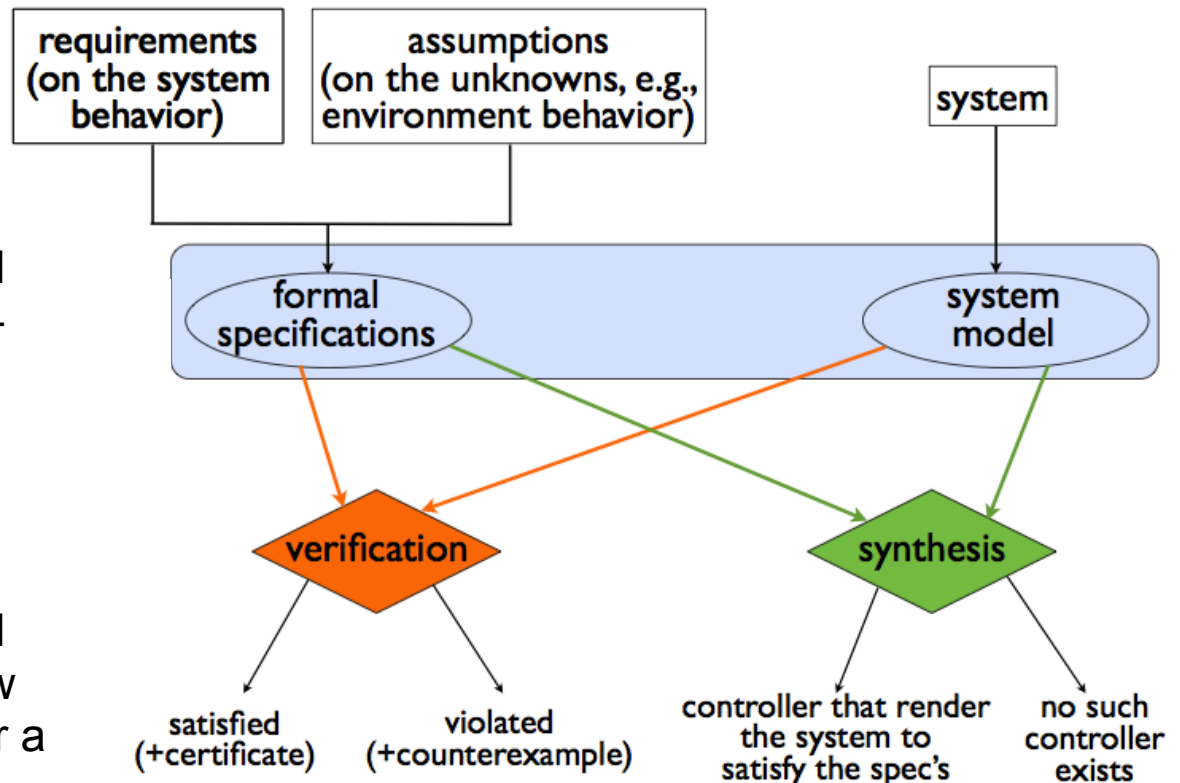 requirements
(on the system
behavior)
assumptions
(on the unknowns, e.g.,
environment behavior)
system
formal
specifications
system
model
verification
synthesis
satisfied
(+certificate)
violated
(+counterexample)
controller that render
the system to
satisfy the spec's
no such
controller
exists
a